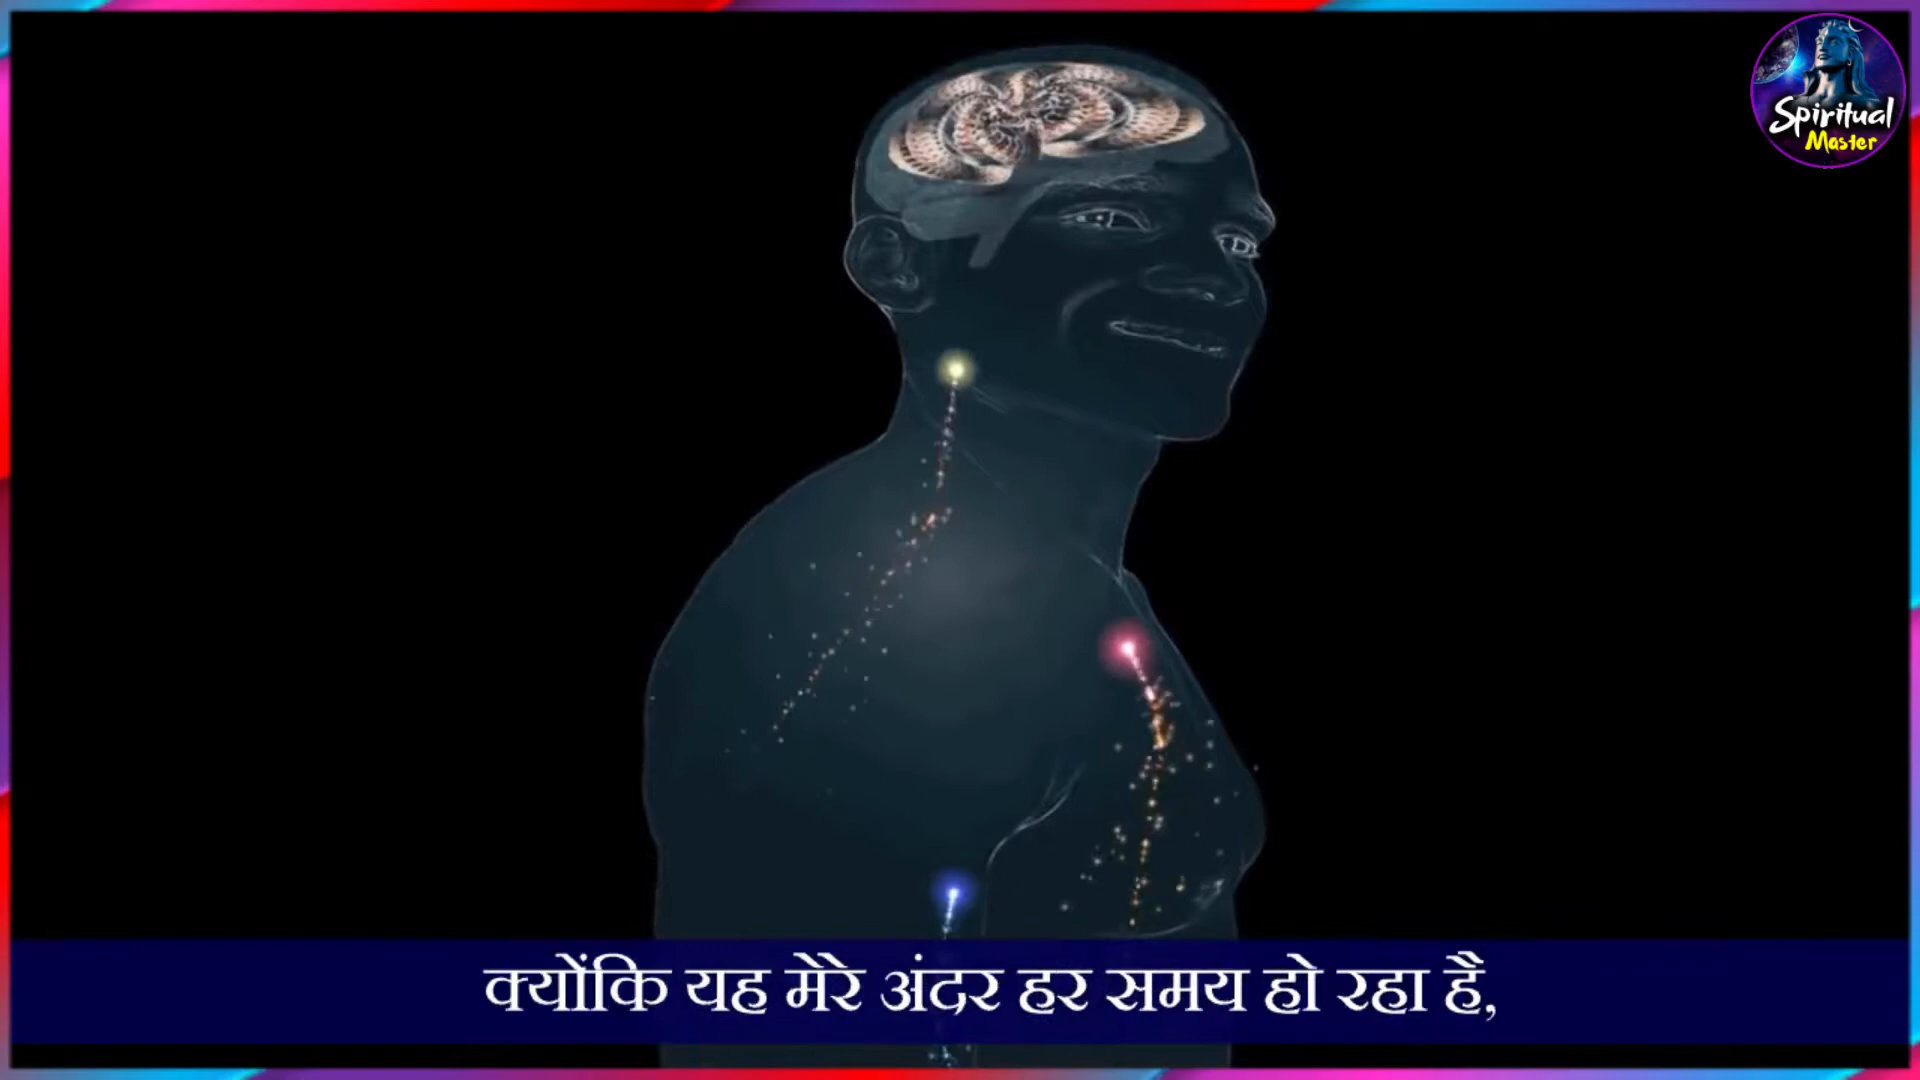 Spiritual
Master
क्योंकि यह मेरे अंदर हर समय हो रहा है,